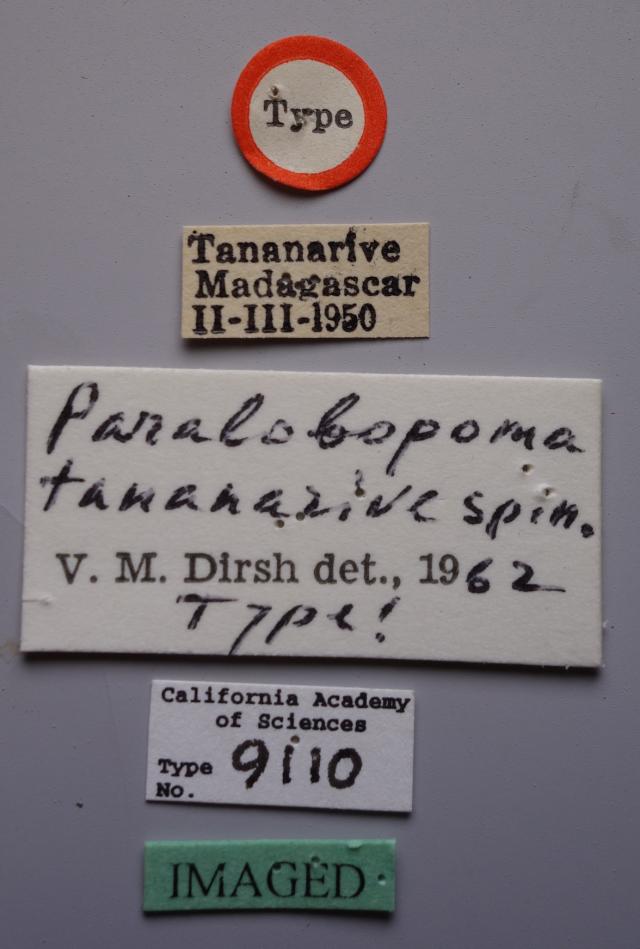 Type
Tananarive
Madagascar
II-III-1950
Paralobopoma
tananarive sp.n.
V. M. Dirsh det., 1962
Type!
California Academy
of Sciences
Type
No. 9110
IMAGED